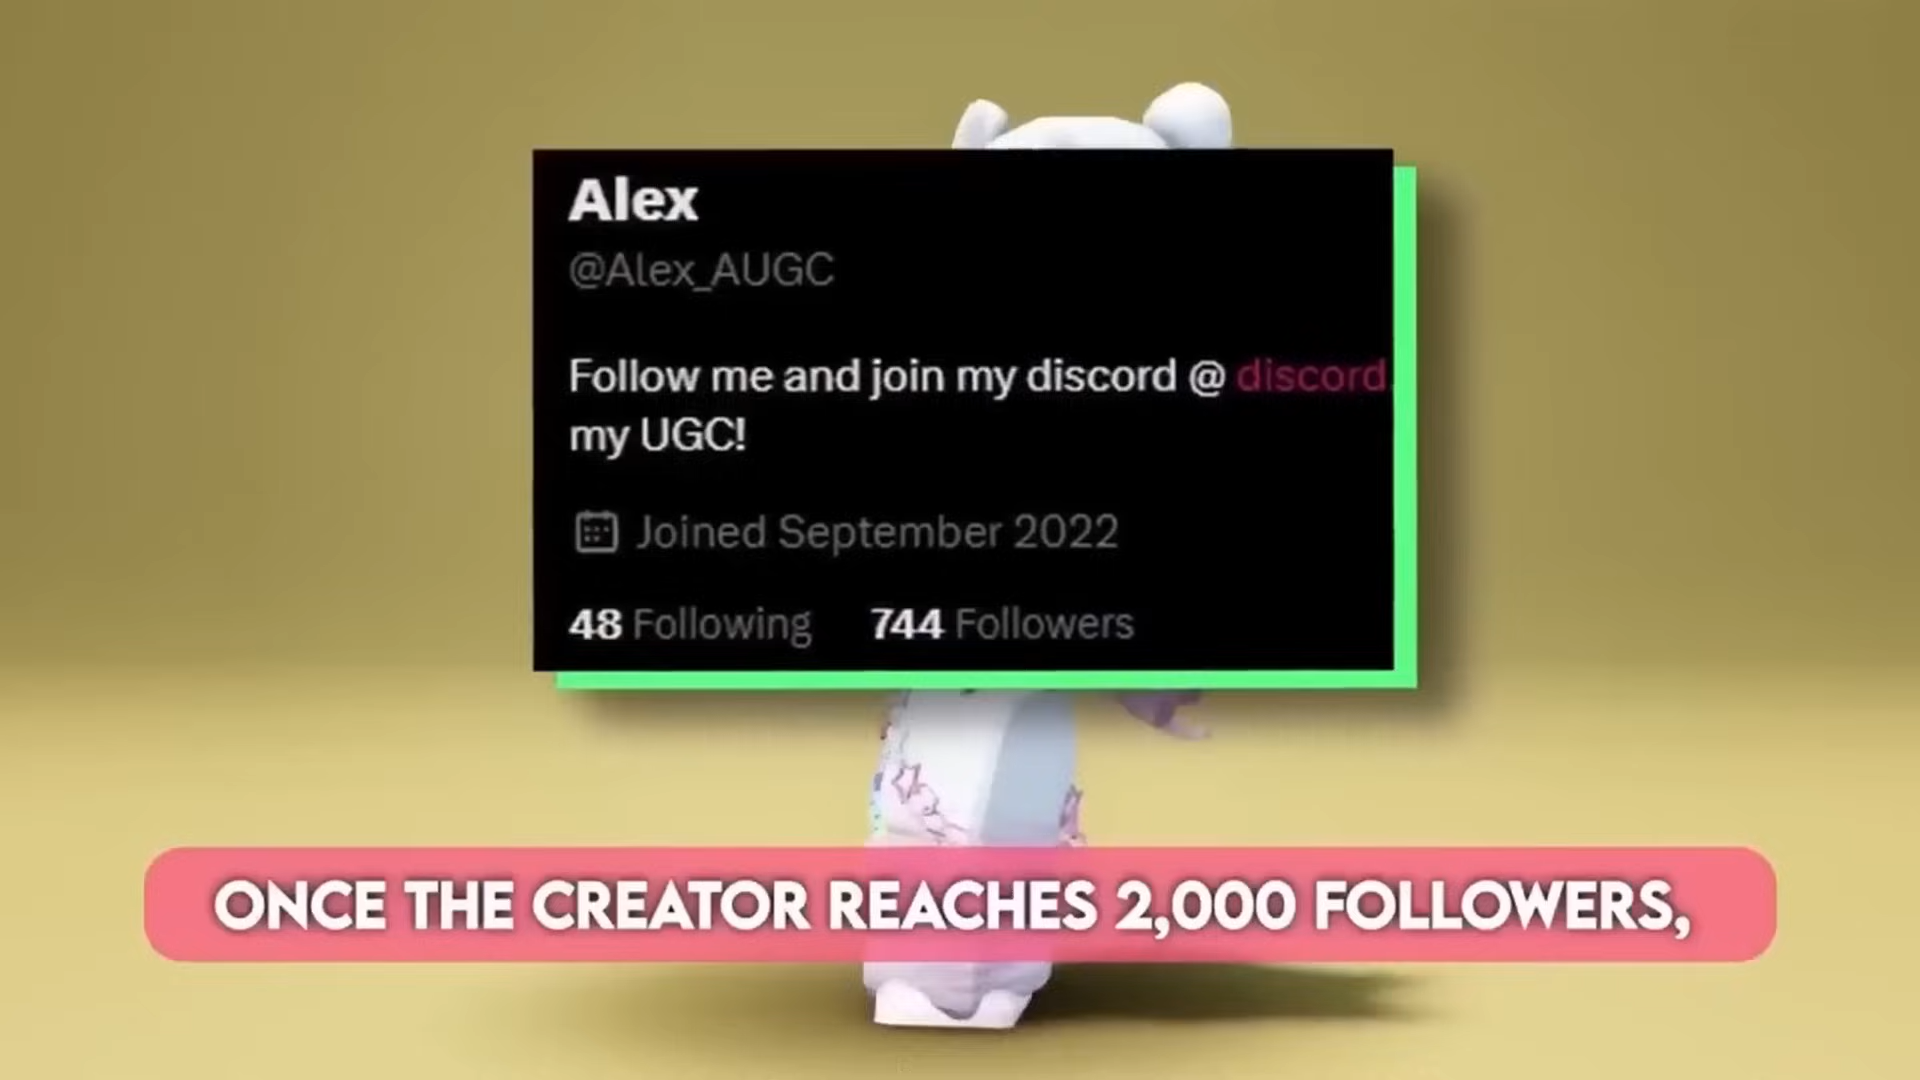 Alex
@Alex_AUGC
Follow me and join my discord @ discord
my UGC!
Joined September 2022
48 Following 744 Followers
ONCE THE CREATOR REACHES 2,000 FOLLOWERS,